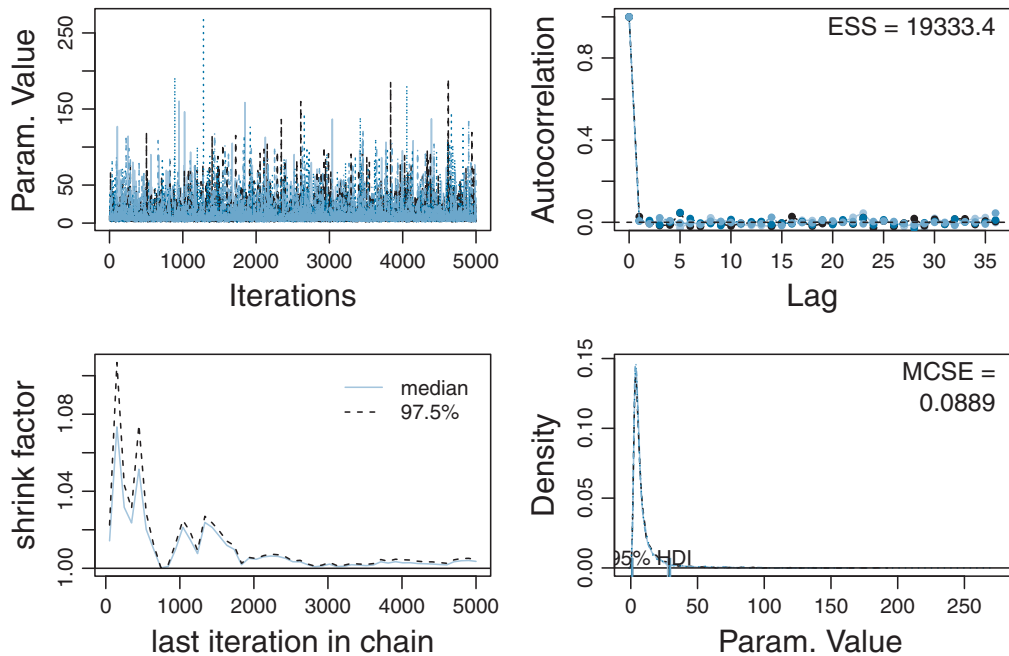 Param. Value
0 50 150 250
0 1000 2000 3000 4000 5000
Iterations
Autocorrelation
0.0 0.4 0.8
ESS = 19333.4
0 5 10 15 20 25 30 35
Lag
shrink factor
1.00 1.04 1.08
median
97.5%
0 1000 2000 3000 4000 5000
last iteration in chain
Density
0.00 0.05 0.10 0.15
MCSE =
0.0889
95% HDI
0 50 100 150 200 250
Param. Value